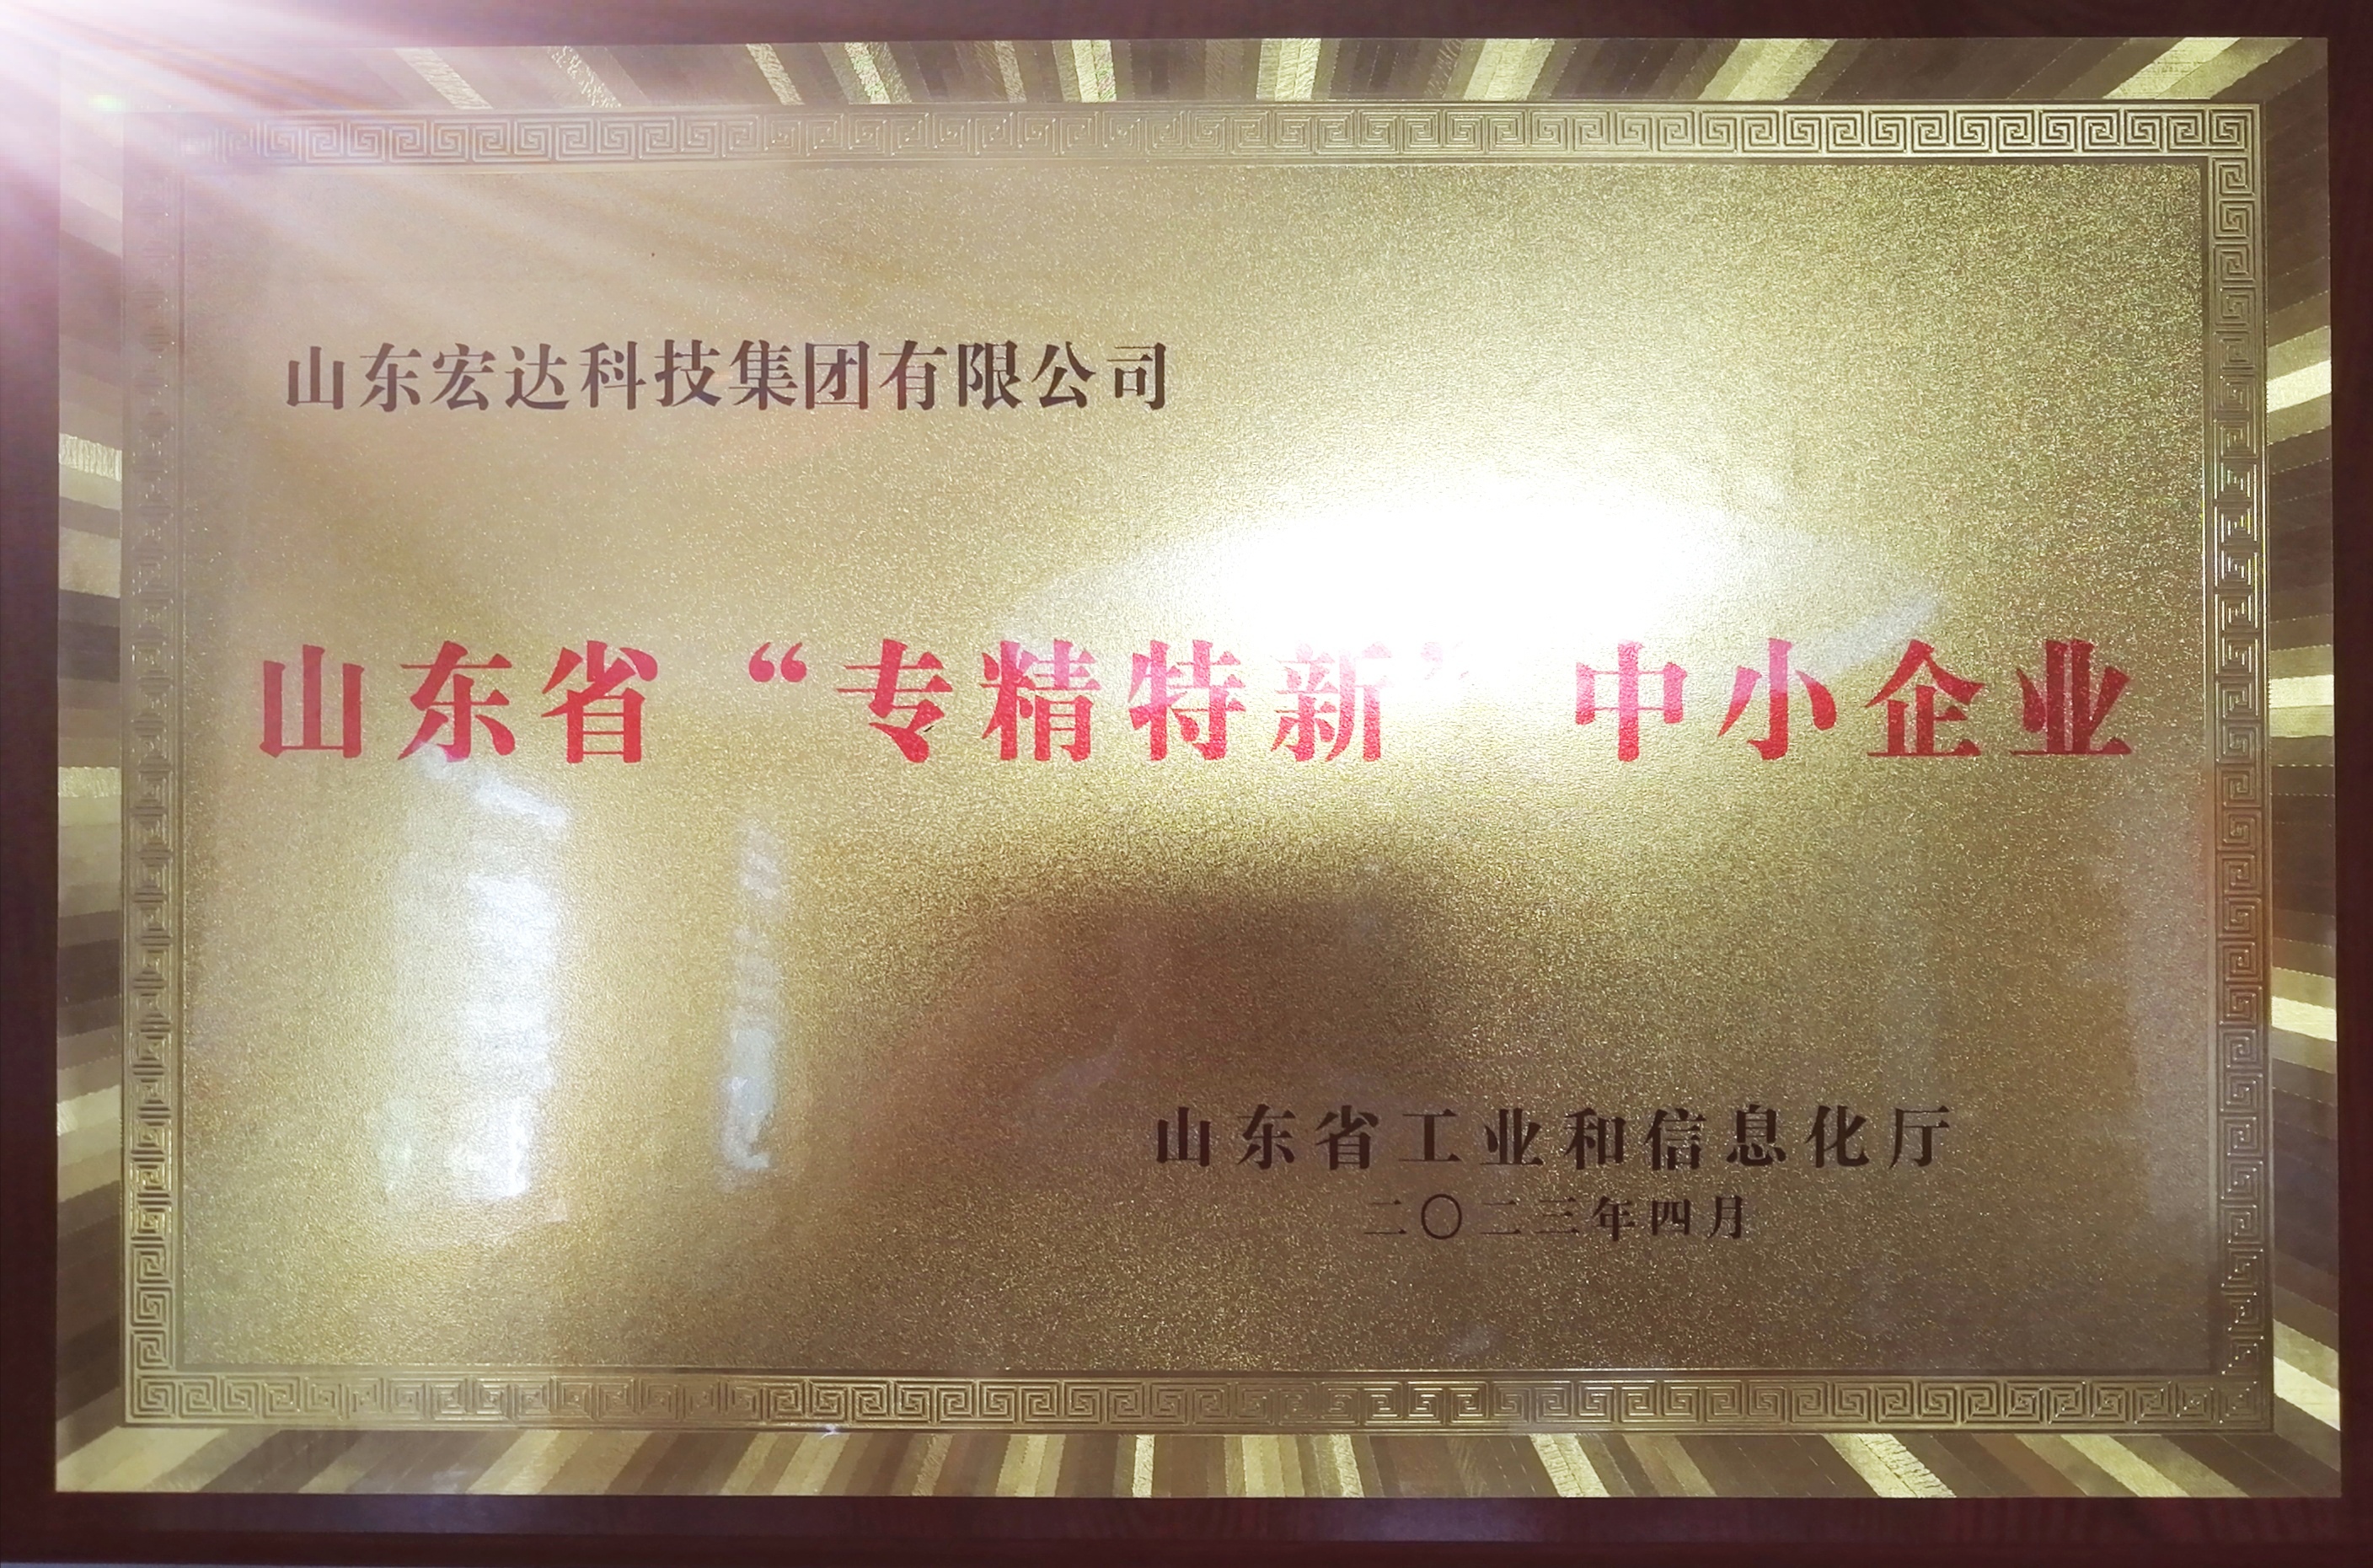 山东宏达科技集团有限公司
山东省“专精特新”中小企业
山东省工业和信息化厅
二〇二三年四月